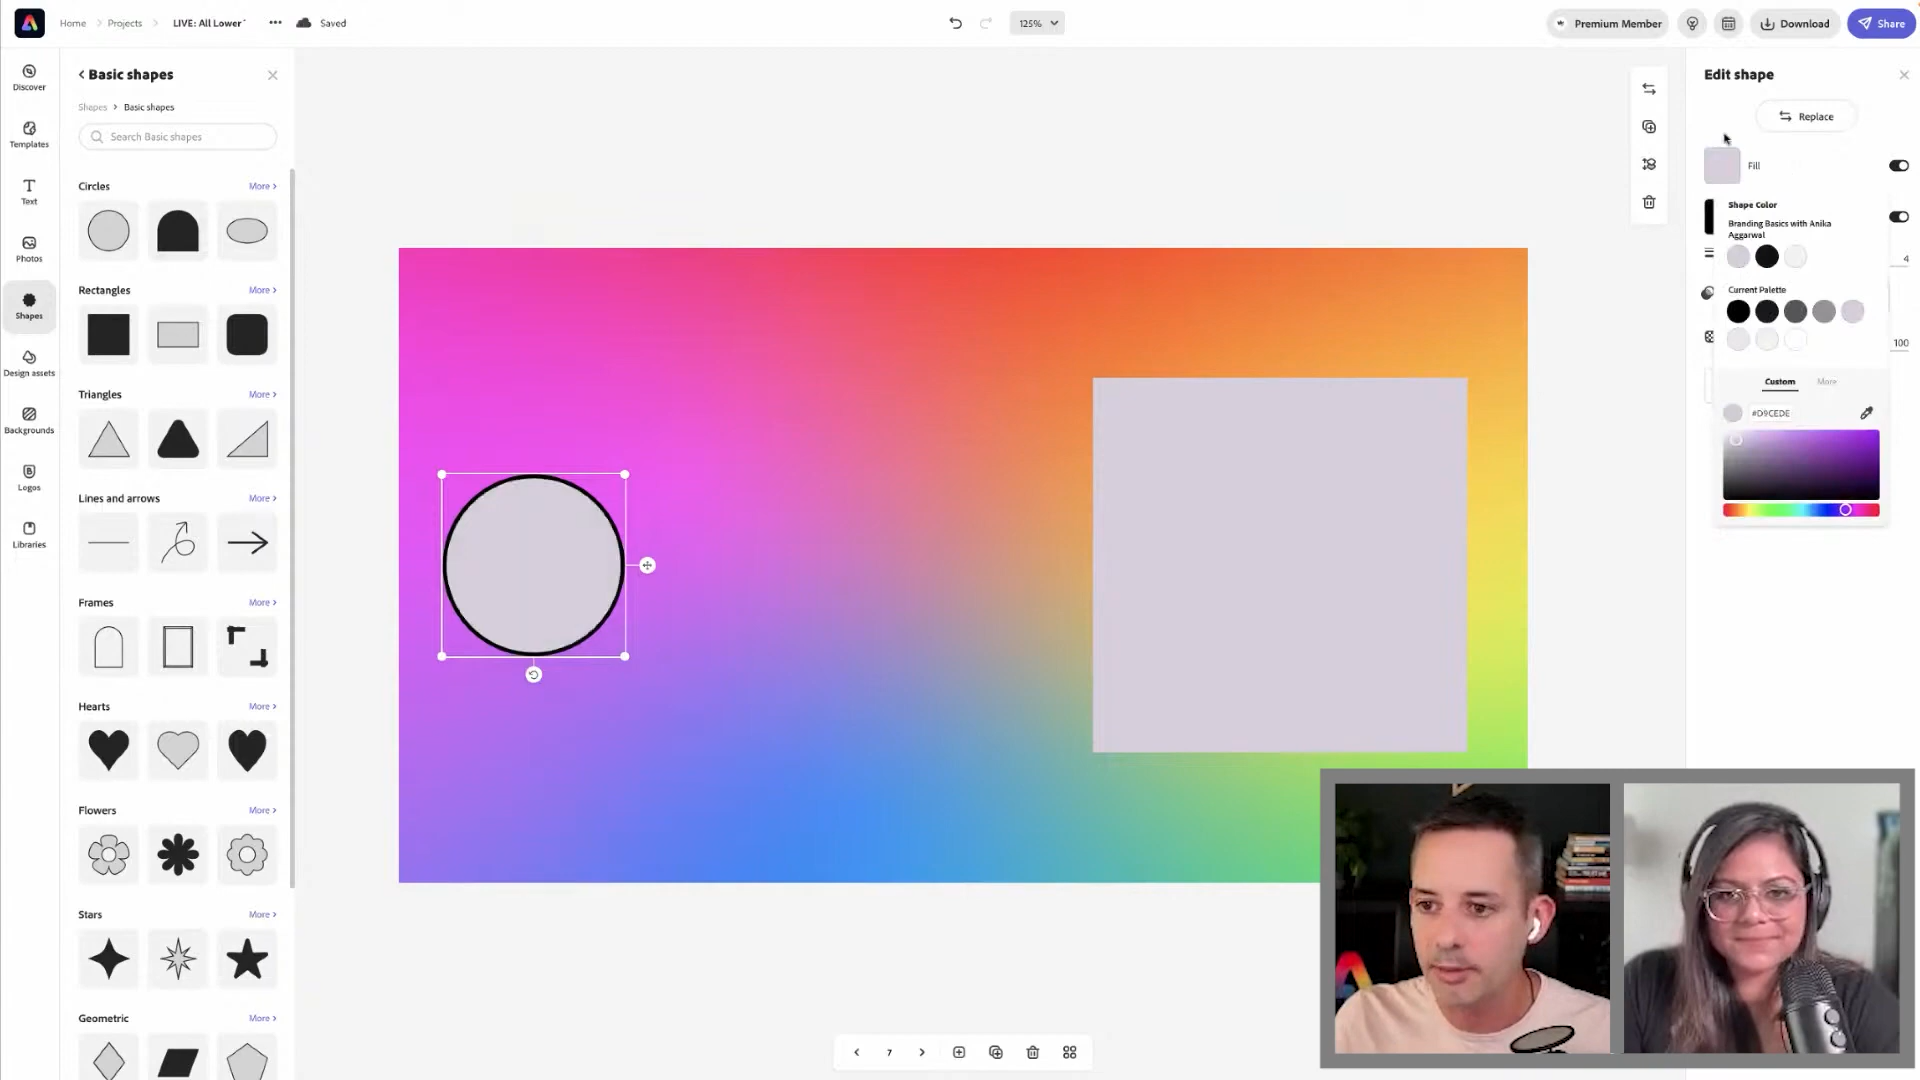 Home > Projects > LIVE: All Lower
Saved
125%
Premium Member
Download
Share
Discover
Templates
Text
Photos
Shapes
Design assets
Backgrounds
Logos
Libraries
Basic shapes
Shapes > Basic shapes
Search Basic shapes
Circles
More >
Rectangles
More >
Triangles
More >
Lines and arrows
More >
Frames
More >
Hearts
More >
Flowers
More >
Stars
More >
Geometric
More >
Edit shape
Replace
Fill
Shape Color
Branding Basics with Anika
Aggarwal
4
Current Palette
100
Custom
More
#D9CEDE
7